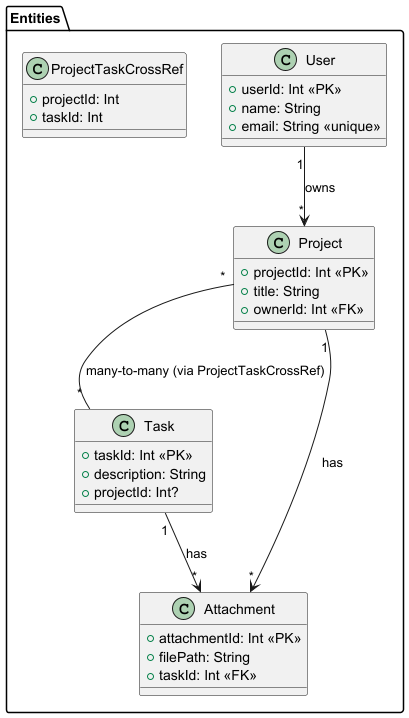 Entities
C ProjectTaskCrossRef
projectId: Int
taskId: Int
C User
userId: Int «PK»
name: String
email: String «unique»
1
owns
*
C Project
projectId: Int «PK»
title: String
ownerId: Int «FK»
*
1
many-to-many (via ProjectTaskCrossRef)
*
C Task
taskId: Int «PK»
description: String
projectId: Int?
has
1
has
*
*
C Attachment
attachmentId: Int «PK»
filePath: String
taskId: Int «FK»